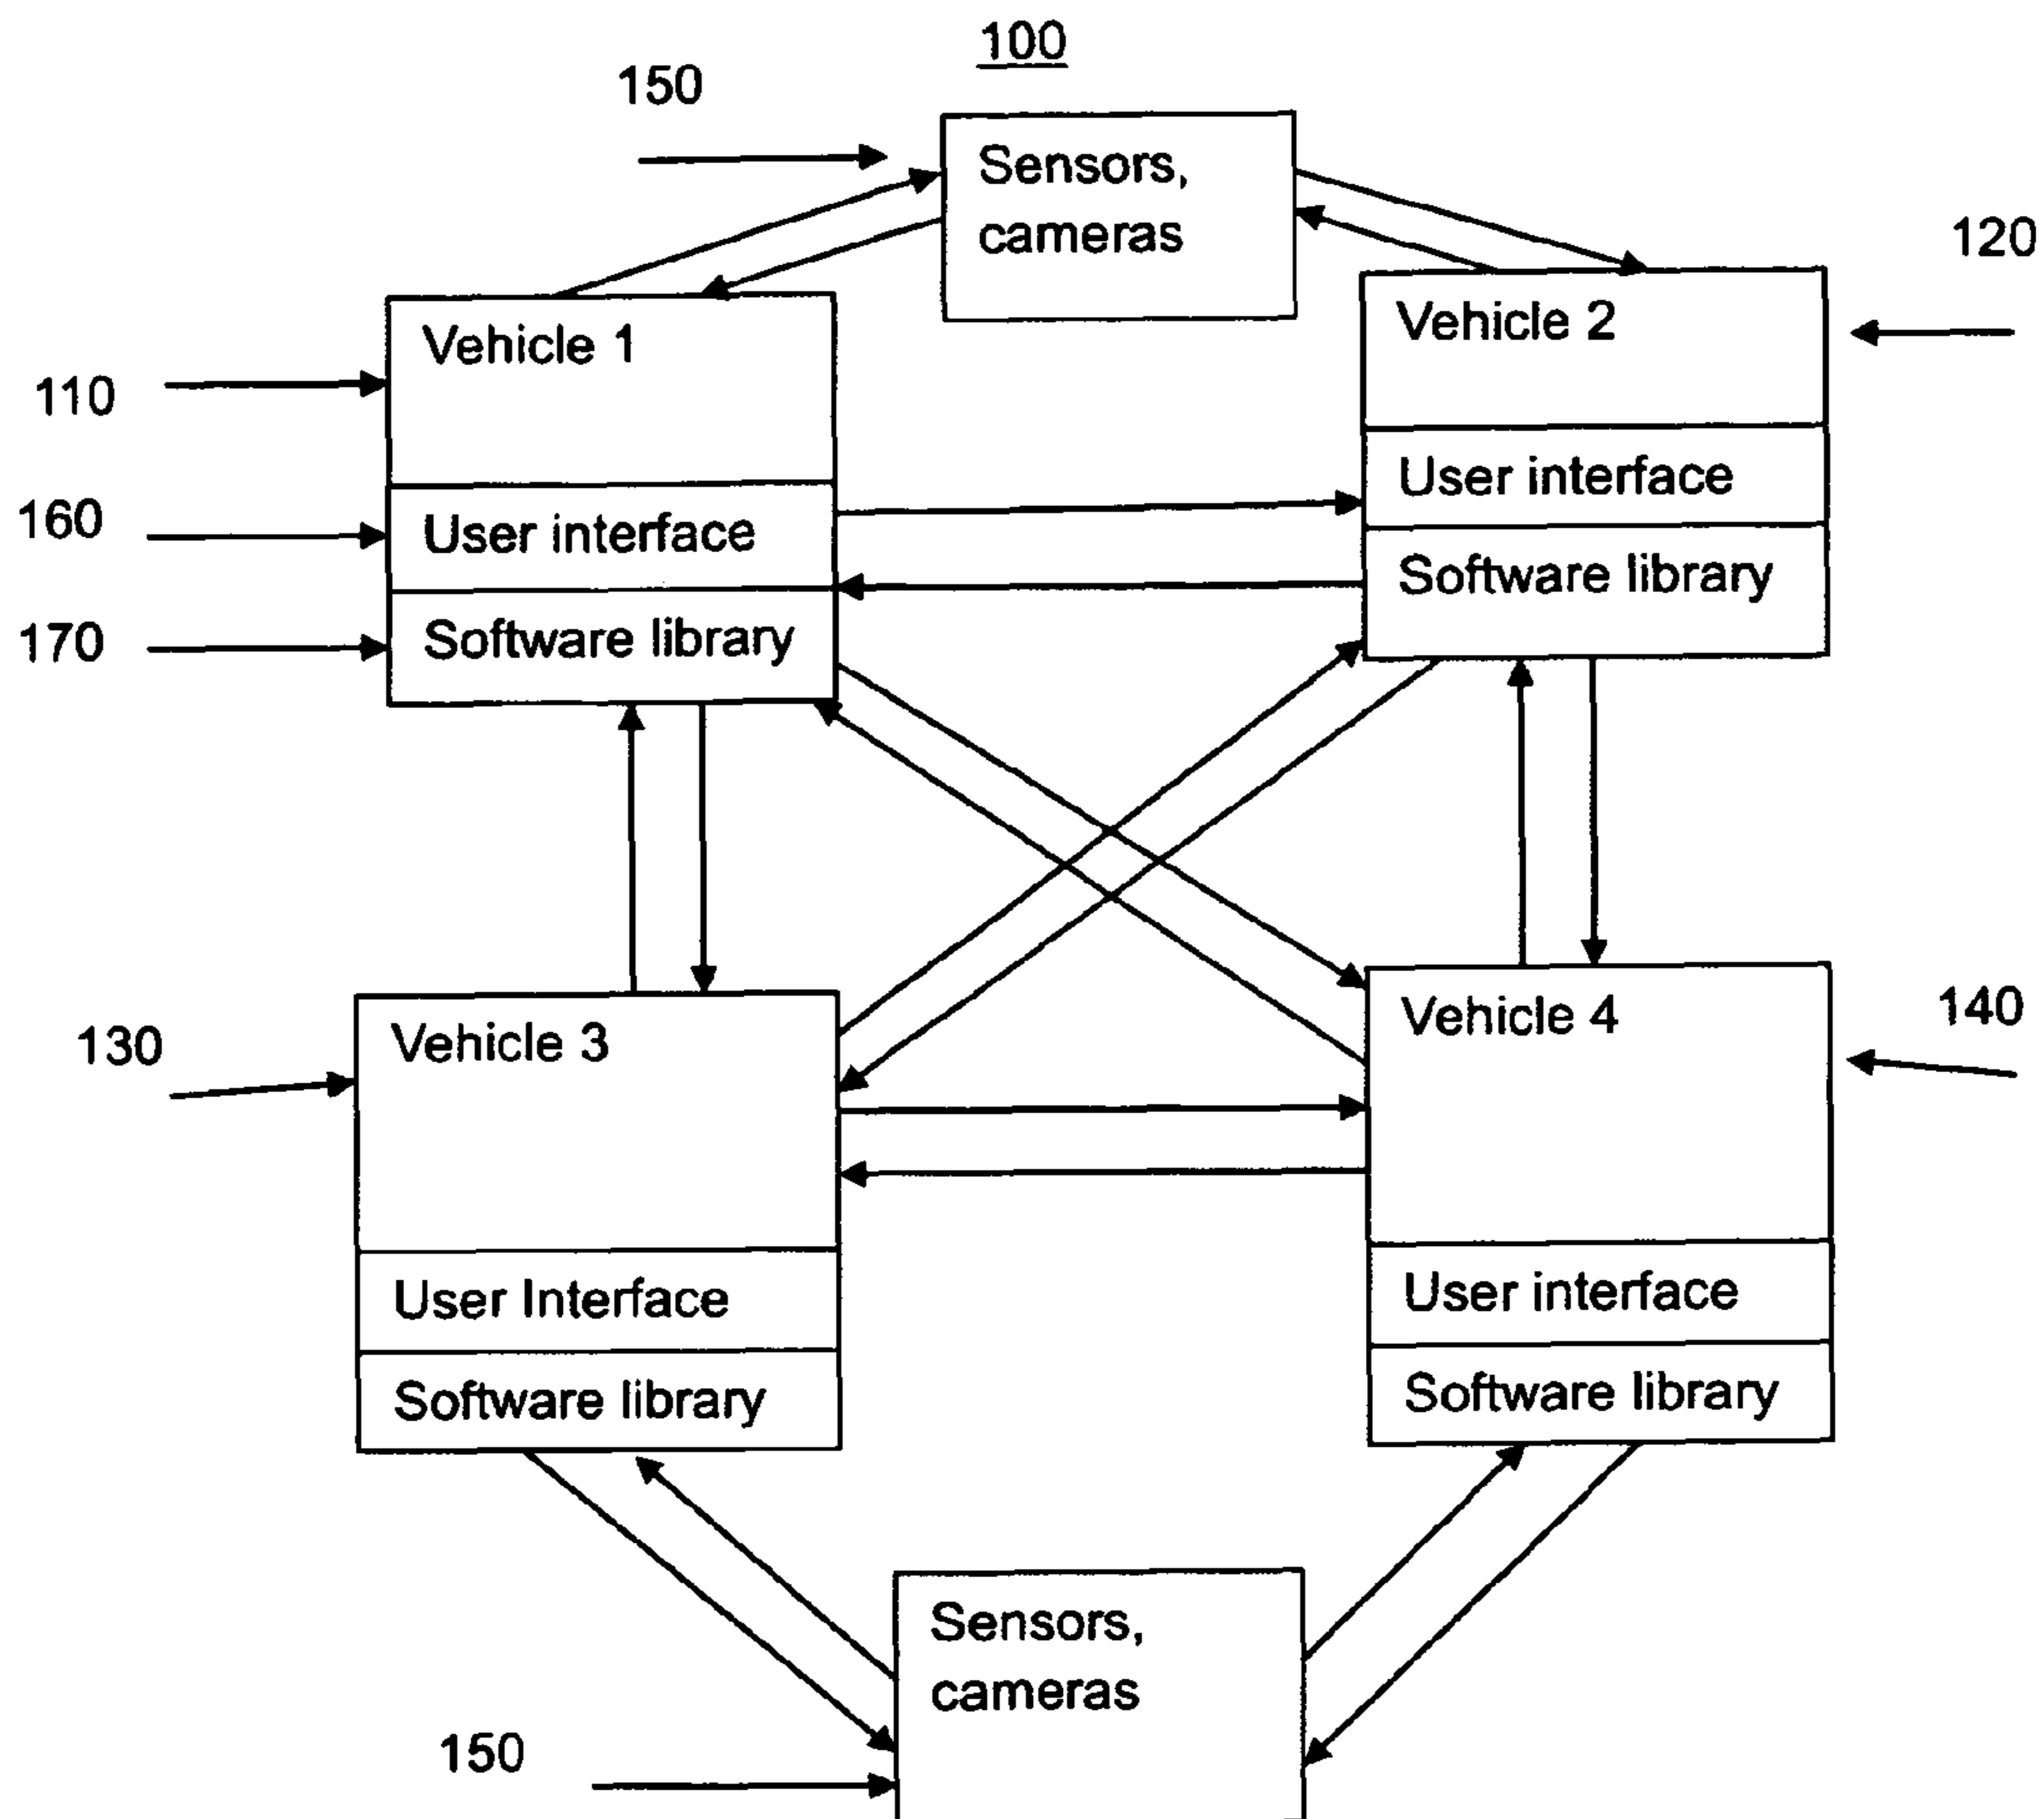 100
150
Sensors,
cameras
120
Vehicle 1
Vehicle 2
110
User interface
160
User interface
Software library
170
Software library
130
Vehicle 3
Vehicle 4
140
User Interface
User interface
Software library
Software library
Sensors,
cameras
150